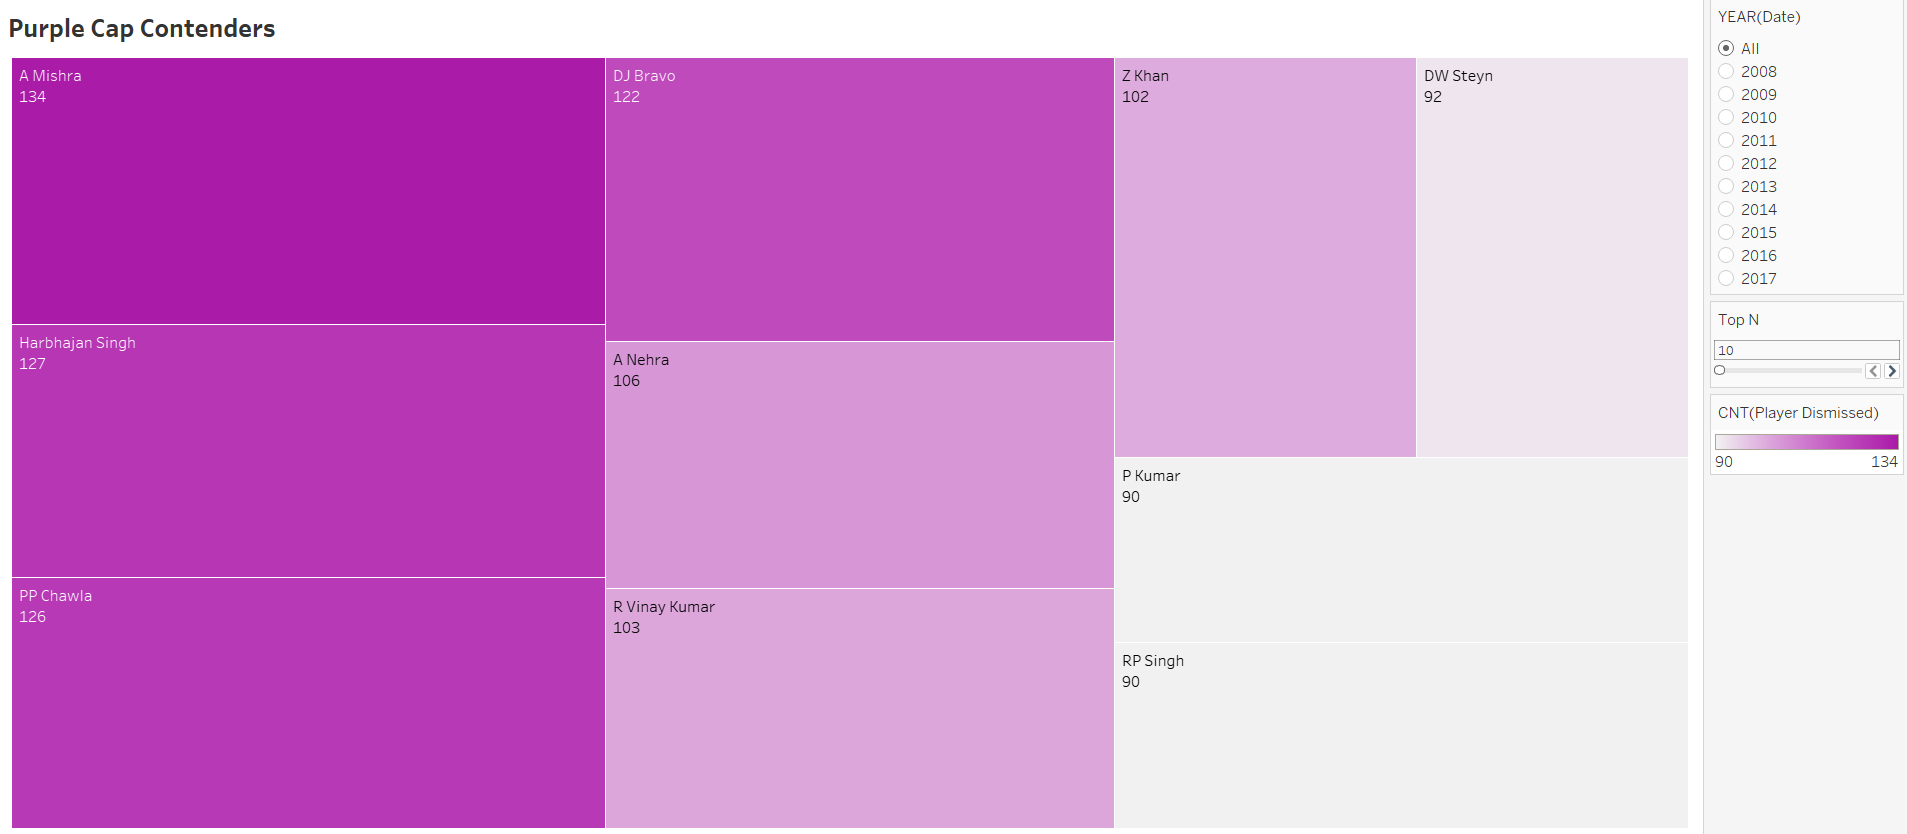 Purple Cap Contenders
A Mishra
134
Harbhajan Singh
127
PP Chawla
126
DJ Bravo
122
A Nehra
106
R Vinay Kumar
103
Z Khan
102
DW Steyn
92
P Kumar
90
RP Singh
90
YEAR(Date)
All
2008
2009
2010
2011
2012
2013
2014
2015
2016
2017
Top N
10
CNT(Player Dismissed)
90 134